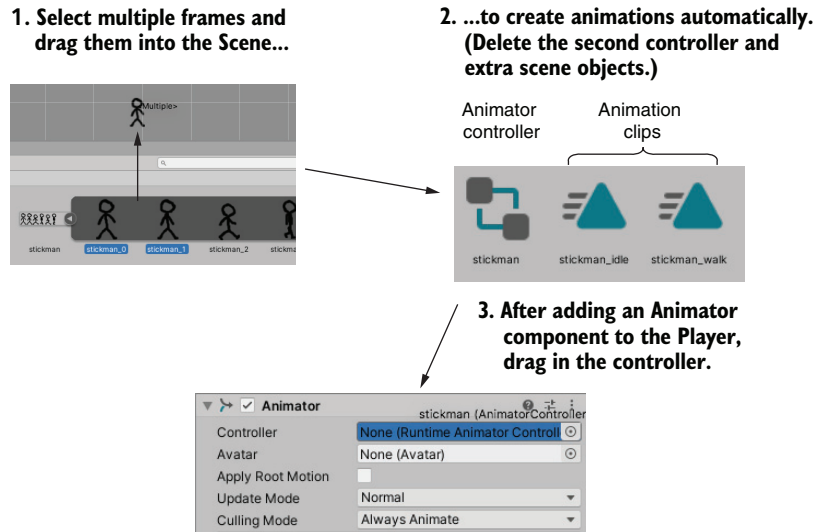 1. Select multiple frames and
drag them into the Scene...
Multiple>
stickman
stickman_0
stickman_1
stickman_2
stickma
2. ...to create animations automatically.
(Delete the second controller and
extra scene objects.)
Animator
controller
Animation
clips
stickman
stickman_idle
stickman_walk
3. After adding an Animator
component to the Player,
drag in the controller.
Animator
stickman (AnimatorController
Controller
None (Runtime Animator Controll
Avatar
None (Avatar)
Apply Root Motion
Update Mode
Normal
Culling Mode
Always Animate